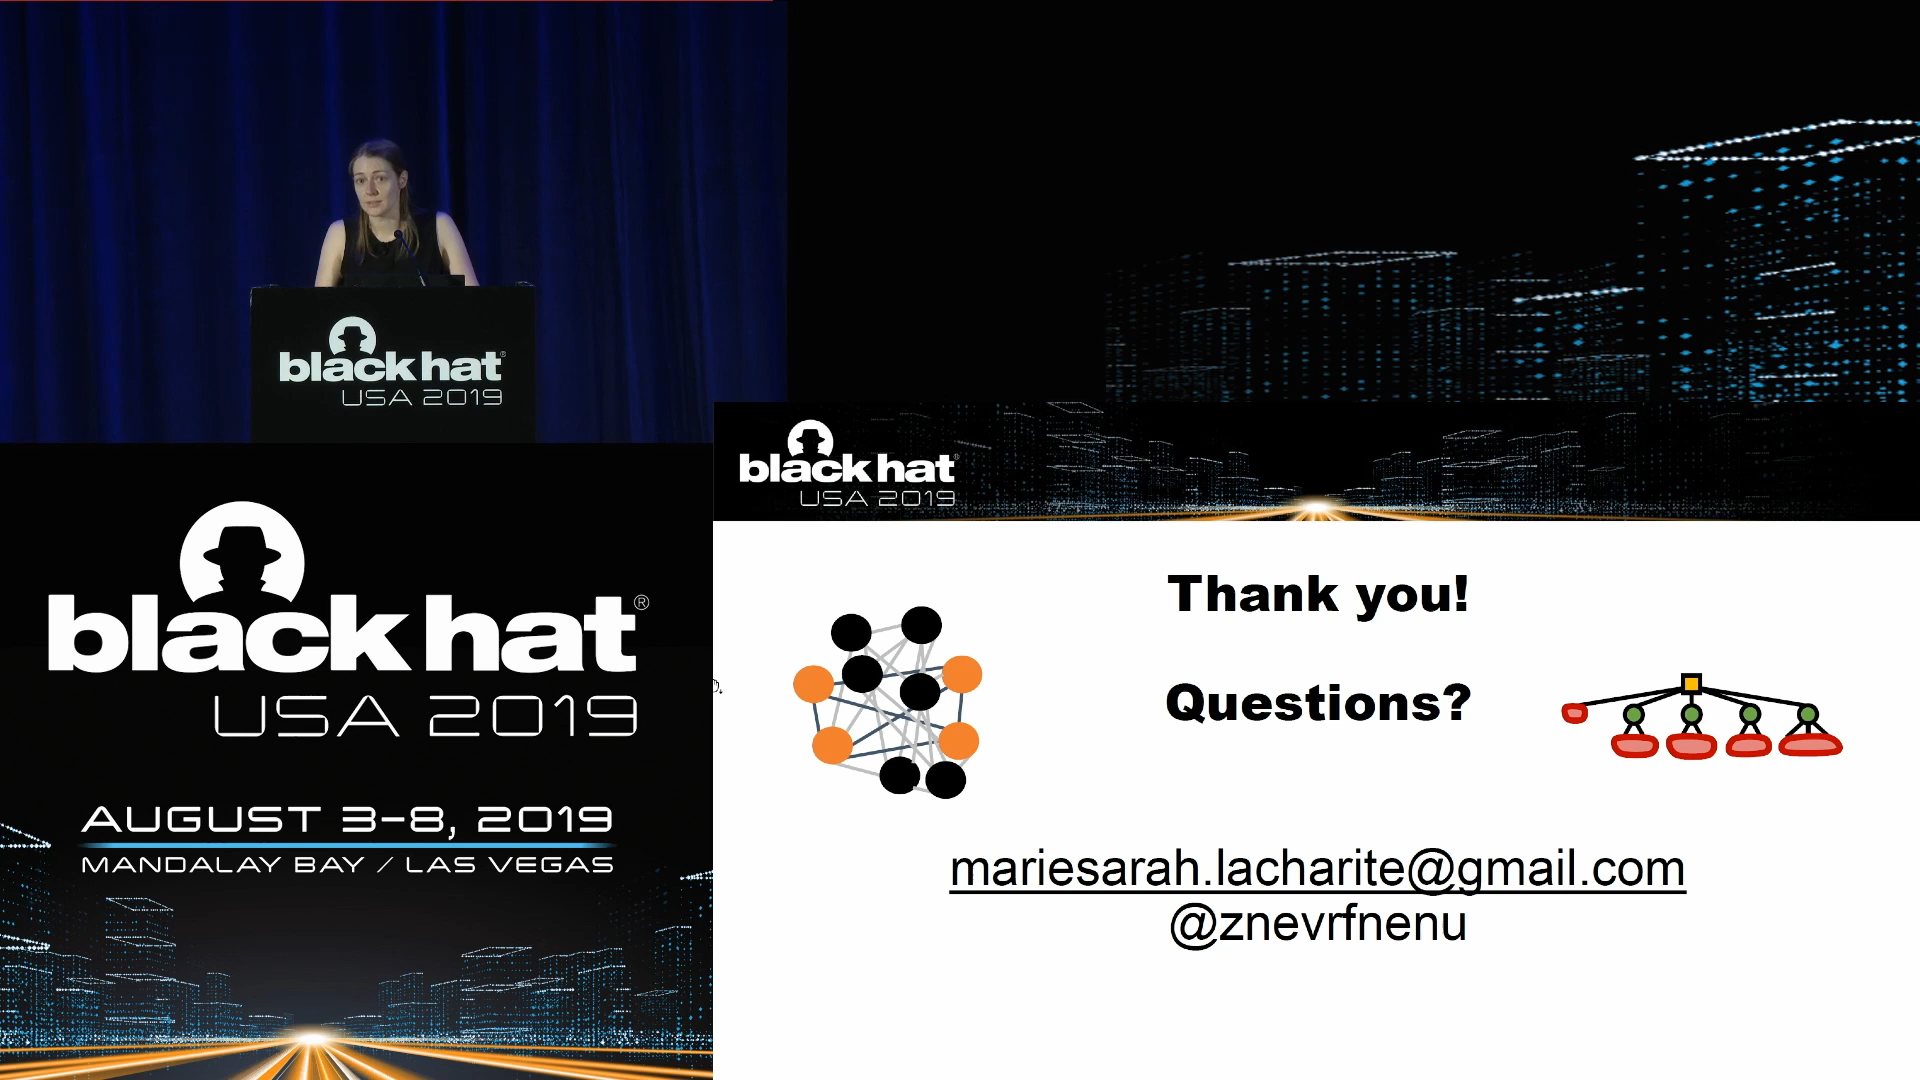 black hat®
USA 2019
black hat®
USA 2019
AUGUST 3-8, 2019
MANDALAY BAY / LAS VEGAS
black hat®
USA 2019
Thank you!
Questions?
mariesarah.lacharite@gmail.com
@znevrfnenu